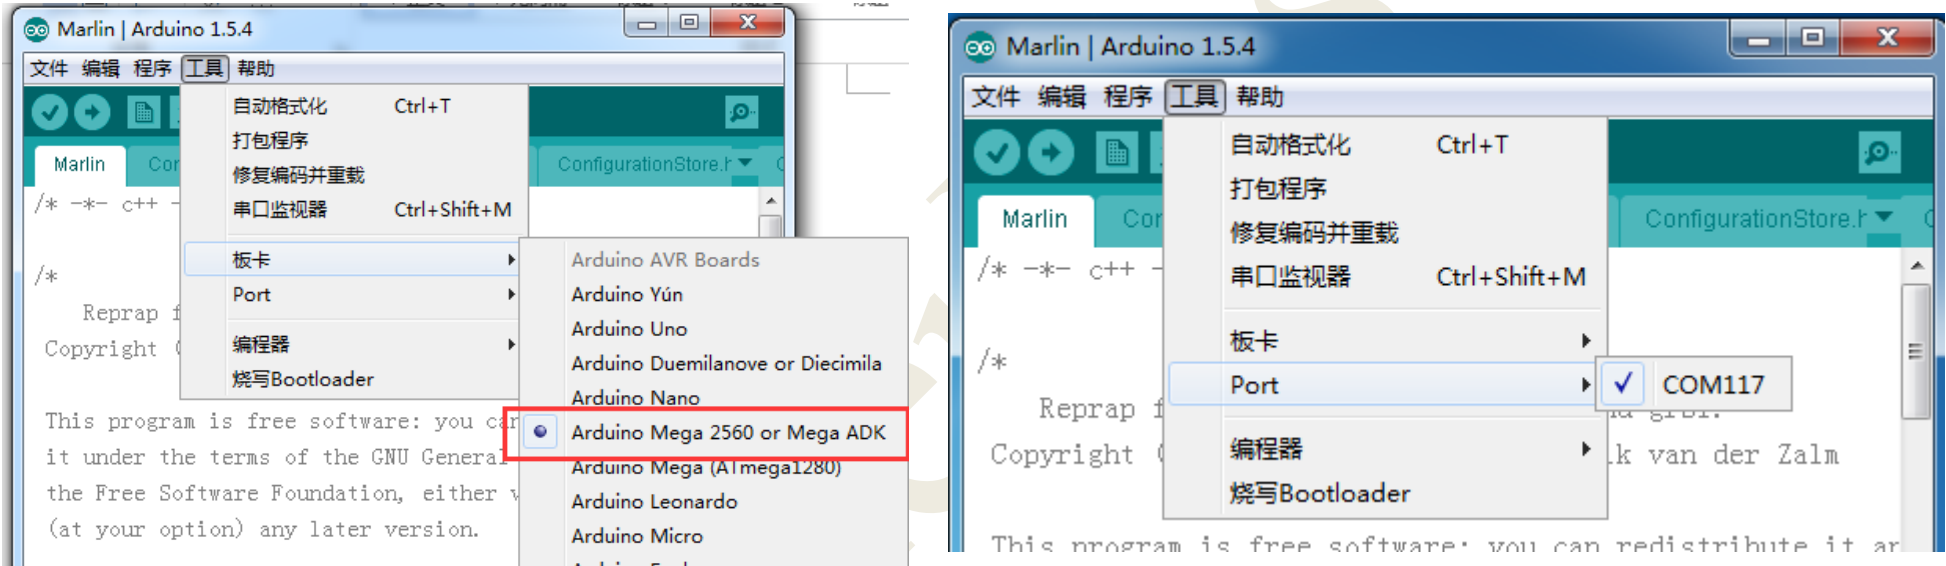 Marlin | Arduino 1.5.4
文件 编辑 程序 工具 帮助
自动格式化 Ctrl+T
打包程序
修复编码并重载
串口监视器 Ctrl+Shift+M
板卡
Port
编程器
烧写Bootloader
Marlin Cor ConfigurationStore.h
/* -*- c++ -
/*
Reprap f
Copyright (
This program is free software: you can
it under the terms of the GNU General
the Free Software Foundation, either v
(at your option) any later version.
Arduino AVR Boards
Arduino Yún
Arduino Uno
Arduino Duemilanove or Diecimila
Arduino Nano
Arduino Mega 2560 or Mega ADK
Arduino Mega (ATmega1280)
Arduino Leonardo
Arduino Micro
Marlin | Arduino 1.5.4
文件 编辑 程序 工具 帮助
自动格式化 Ctrl+T
打包程序
修复编码并重载
串口监视器 Ctrl+Shift+M
板卡
Port
编程器
烧写Bootloader
COM117
Marlin Cor ConfigurationStore.h
/* -*- c++ -
/*
Reprap f grbl.
Copyright ( k van der Zalm
This program is free software: you can redistribute it ar